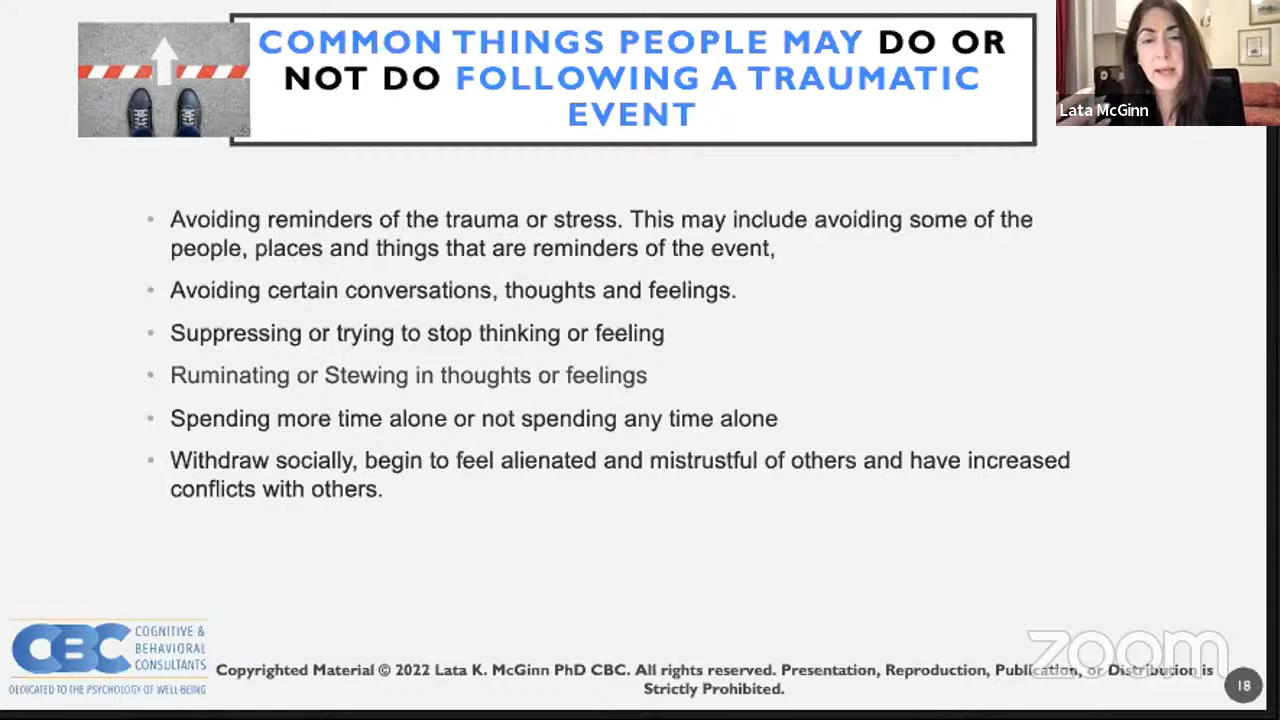 COMMON THINGS PEOPLE MAY DO OR
NOT DO FOLLOWING A TRAUMATIC
EVENT
Lata McGinn
• Avoiding reminders of the trauma or stress. This may include avoiding some of the
people, places and things that are reminders of the event,
• Avoiding certain conversations, thoughts and feelings.
• Suppressing or trying to stop thinking or feeling
• Ruminating or Stewing in thoughts or feelings
• Spending more time alone or not spending any time alone
• Withdraw socially, begin to feel alienated and mistrustful of others and have increased
conflicts with others.
CBC
COGNITIVE &
BEHAVIORAL
CONSULTANTS
DEDICATED TO THE PSYCHOLOGY OF WELL-BEING
Copyrighted Material © 2022 Lata K. McGinn PhD CBC. All rights reserved. Presentation, Reproduction, Publication, or Distribution is
Strictly Prohibited.
zoom
18